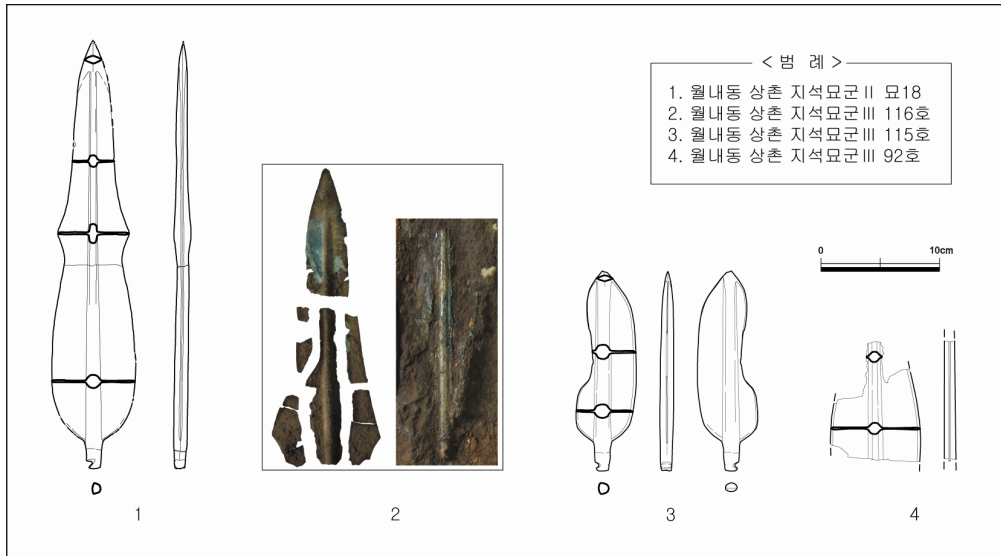 < 범 례 >
1. 월내동 상촌 지석묘군Ⅱ 묘18
2. 월내동 상촌 지석묘군Ⅲ 116호
3. 월내동 상촌 지석묘군Ⅲ 115호
4. 월내동 상촌 지석묘군Ⅲ 92호
0 10cm
1 2 3 4